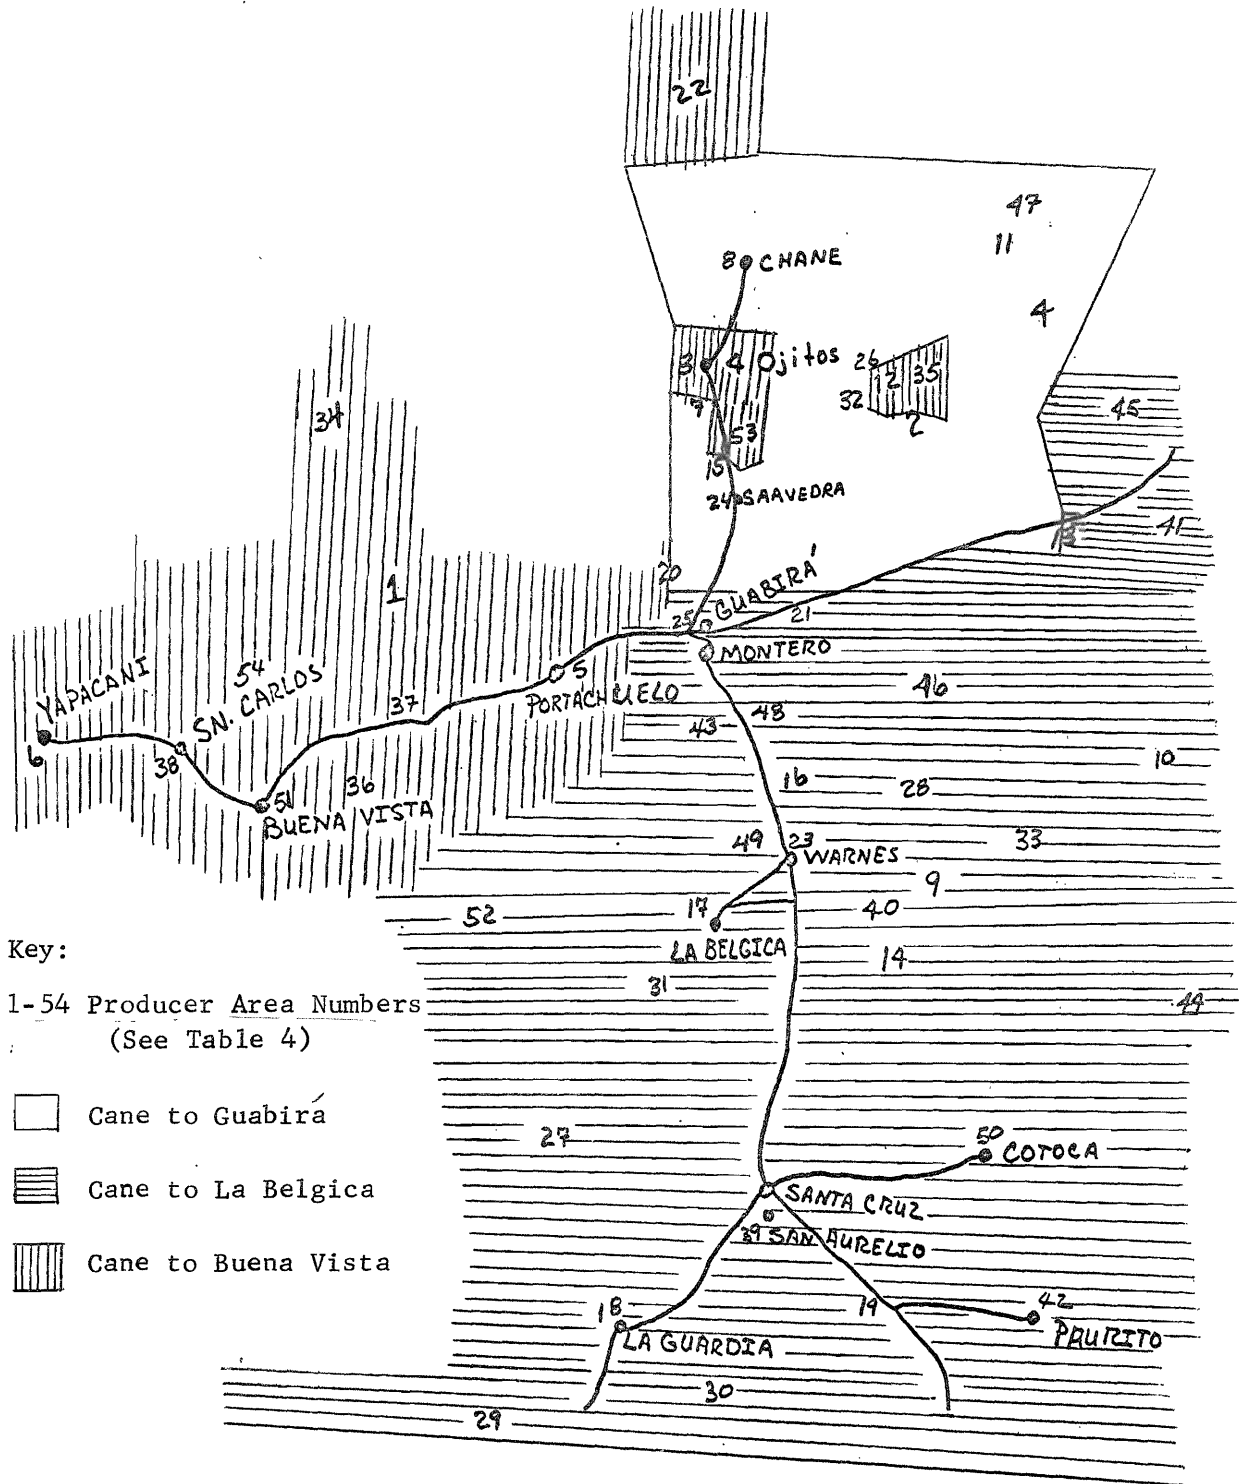 22
47
11
8 CHANE
4
3 4 Ojitos
26 12 35
32
2
7
53
15
45
34
24 SAAVEDRA
41
13
20
1
GUABIRÁ
25
21
MONTERO
YAPACANI
54
SN. CARLOS
5
PORTACHUELO
46
37
48
43
6
38
10
51
36
BUENA VISTA
16
28
49
23
WARNES
33
9
52
17
40
LA BELGICA
14
31
44
Key:
1-54 Producer Area Numbers
(See Table 4)
Cane to Guabirá
Cane to La Belgica
Cane to Buena Vista
27
50
COTOCA
SANTA CRUZ
39 SAN AURELIO
18
19
42
PAURITO
LA GUARDIA
30
29